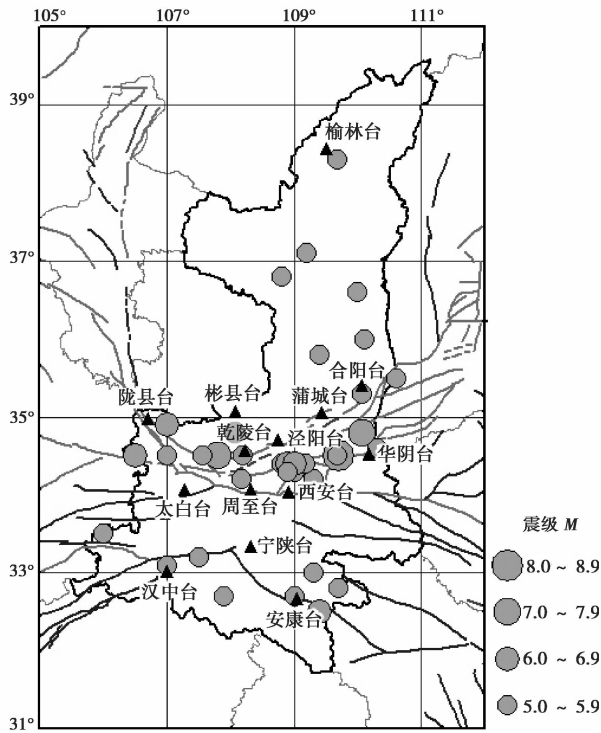 105° 107° 109° 111°
39°
榆林台
37°
合阳台
陇县台 彬县台 蒲城台
35°
乾陵台 泾阳台
华阴台
太白台 周至台 西安台
宁陕台
33°
汉中台
安康台
31°
震级 M
8.0 ~ 8.9
7.0 ~ 7.9
6.0 ~ 6.9
5.0 ~ 5.9